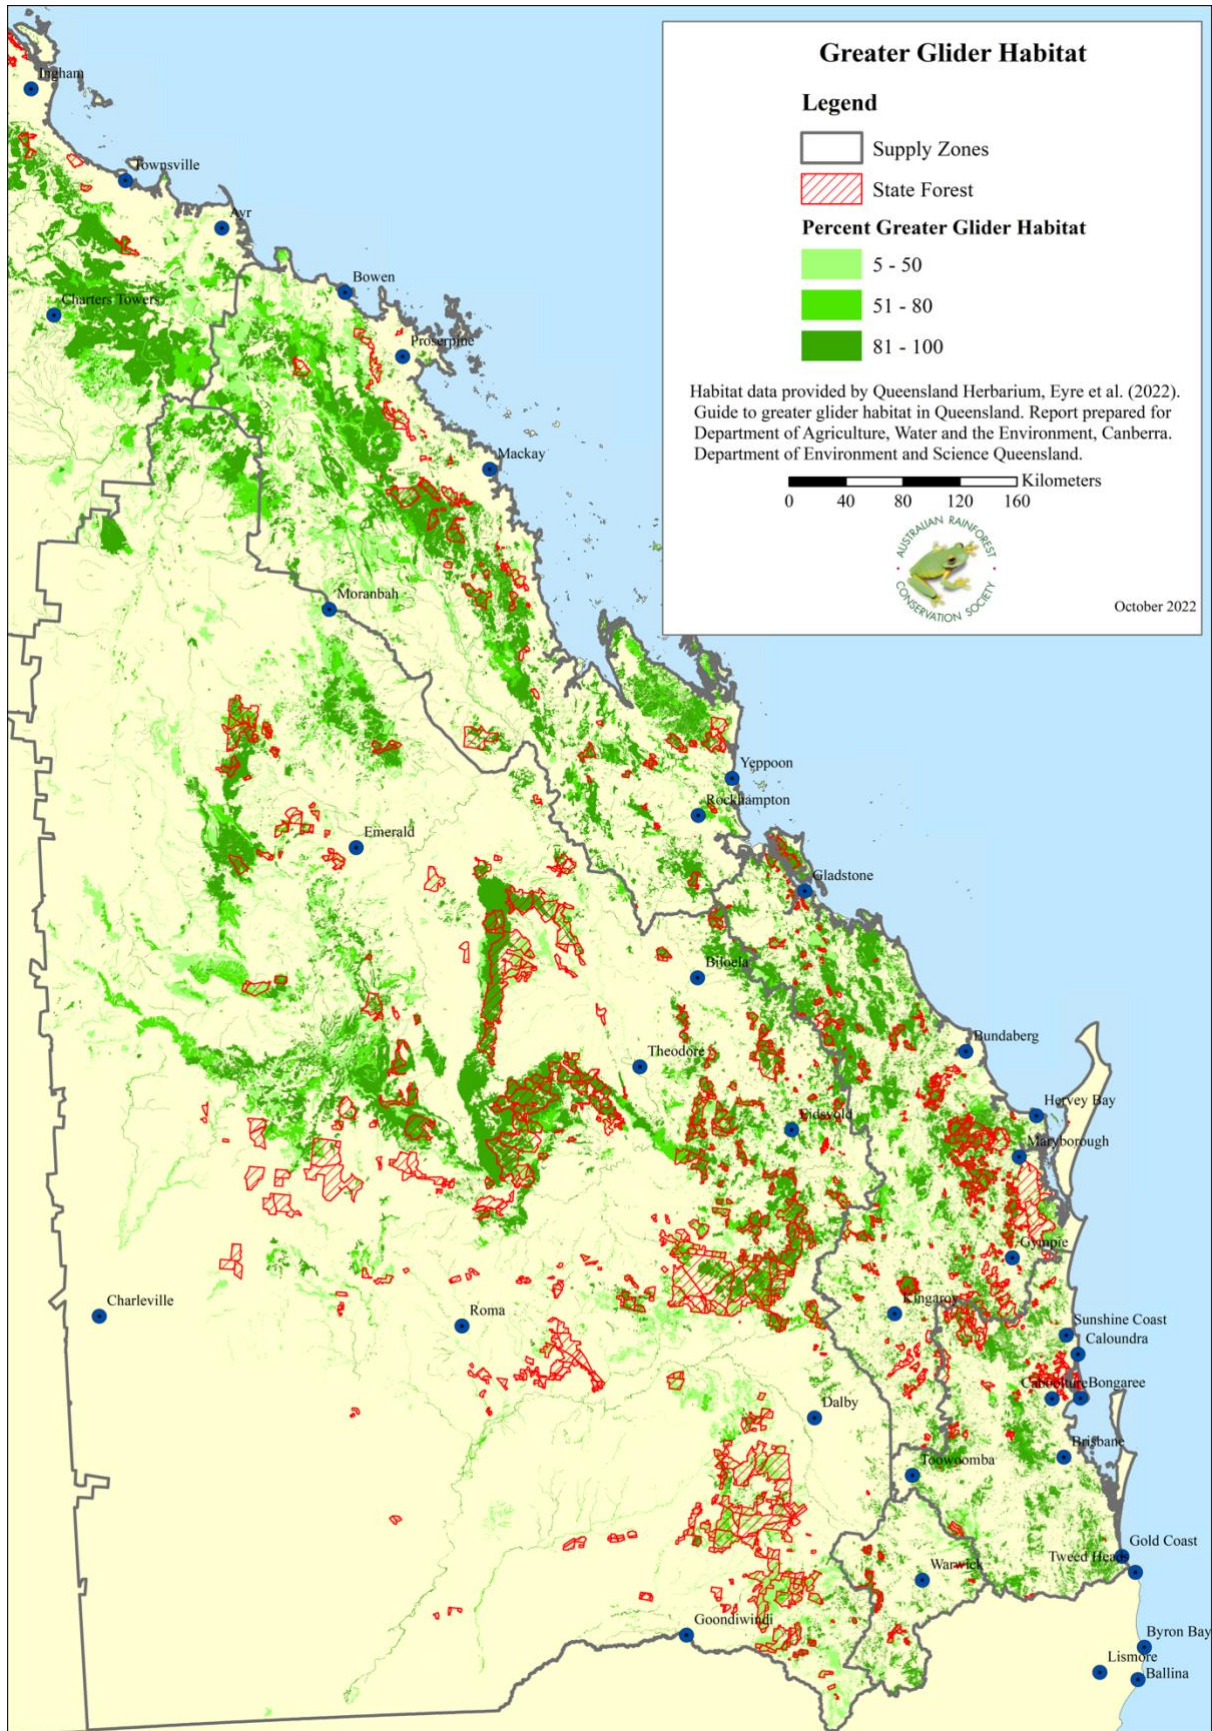 Greater Glider Habitat
Legend
Supply Zones
State Forest
Percent Greater Glider Habitat
5 - 50
51 - 80
81 - 100
Habitat data provided by Queensland Herbarium, Eyre et al. (2022).
Guide to greater glider habitat in Queensland. Report prepared for
Department of Agriculture, Water and the Environment, Canberra.
Department of Environment and Science Queensland.
Kilometers
0 40 80 120 160
AUSTRALIAN RAINFOREST
CONSERVATION SOCIETY
October 2022
Ingham
Townsville
Ayr
Bowen
Charters Towers
Proserpine
Mackay
Moranbah
Yeppoon
Rockhampton
Emerald
Gladstone
Biloela
Bundaberg
Theodore
Hervey Bay
Eidsvold
Maryborough
Gympie
Charleville
Roma
Kingaroy
Sunshine Coast
Caloundra
Caboolture
Bongaree
Dalby
Brisbane
Toowoomba
Gold Coast
Tweed Heads
Warwick
Goondiwindi
Byron Bay
Lismore
Ballina